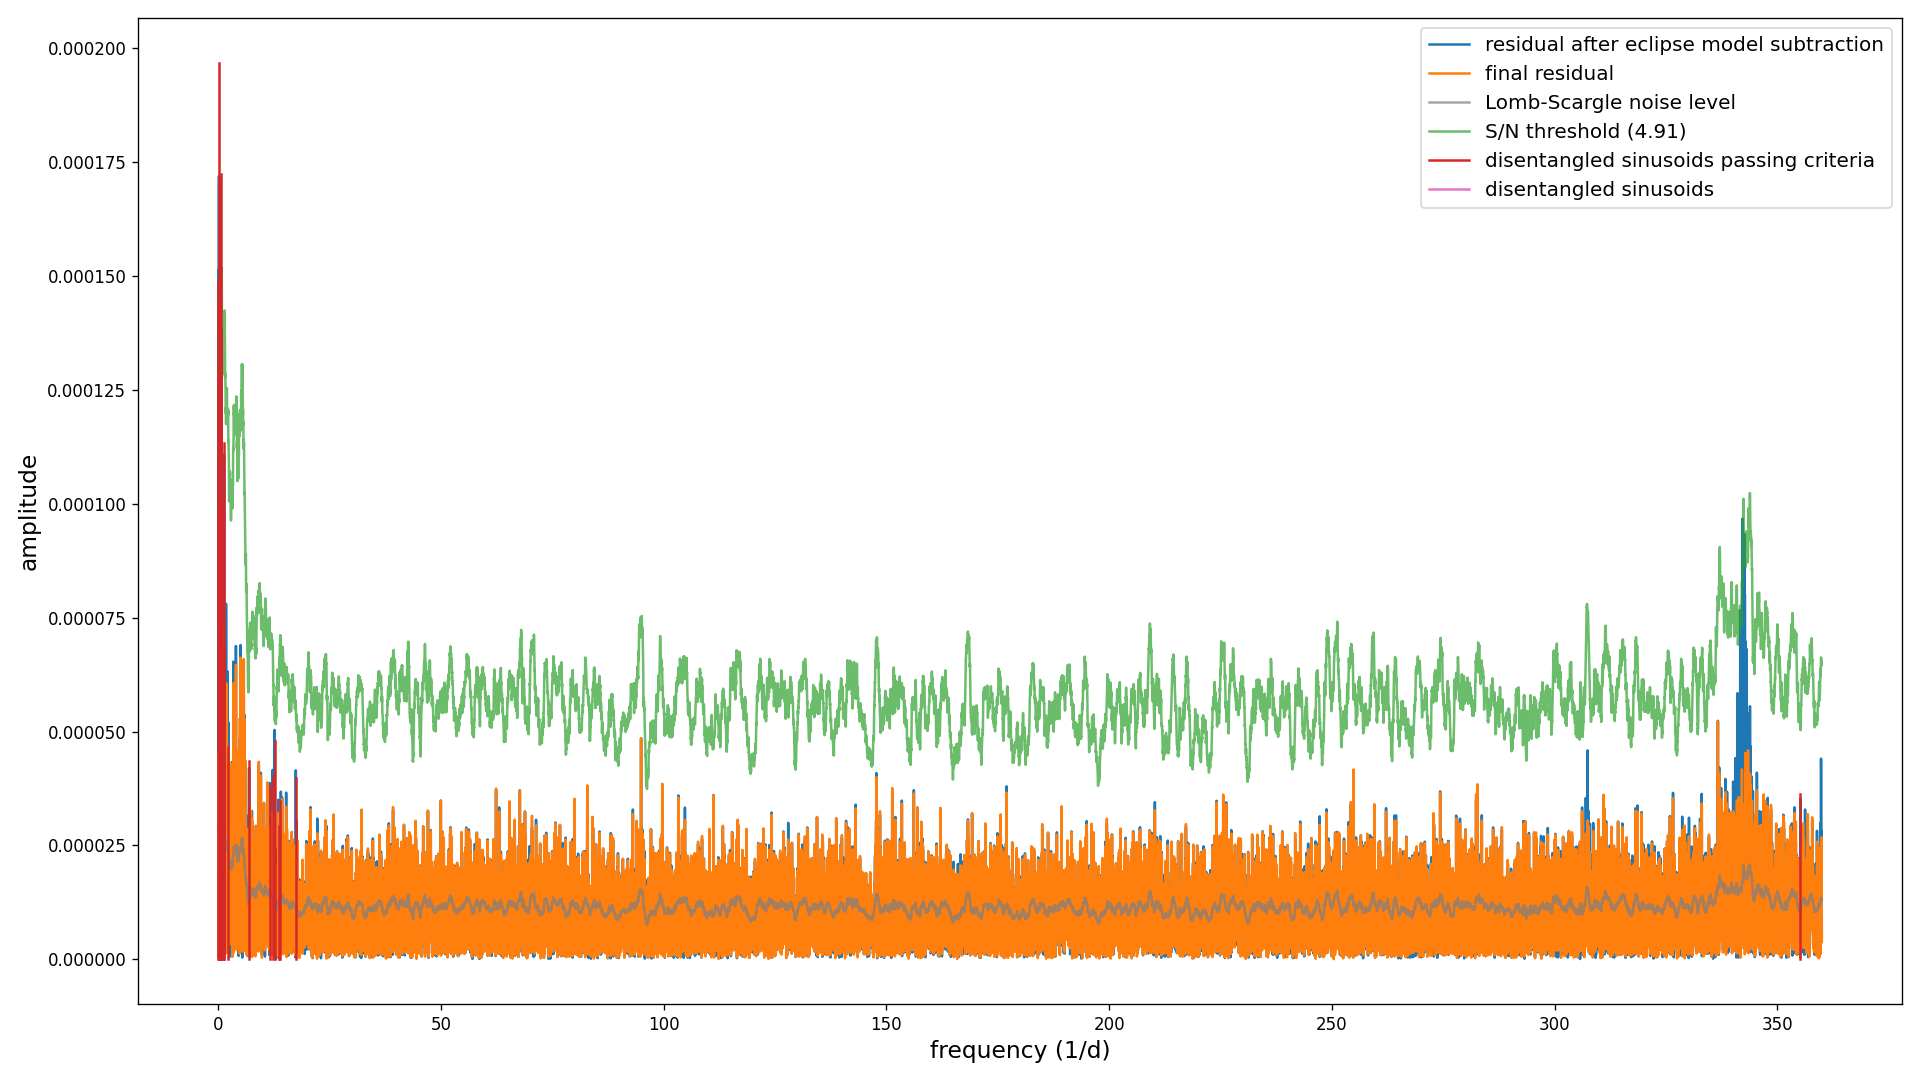 0.000200
0.000175
0.000150
0.000125
0.000100
0.000075
0.000050
0.000025
0.000000
amplitude
0 50 100 150 200 250 300 350
frequency (1/d)
residual after eclipse model subtraction
final residual
Lomb-Scargle noise level
S/N threshold (4.91)
disentangled sinusoids passing criteria
disentangled sinusoids